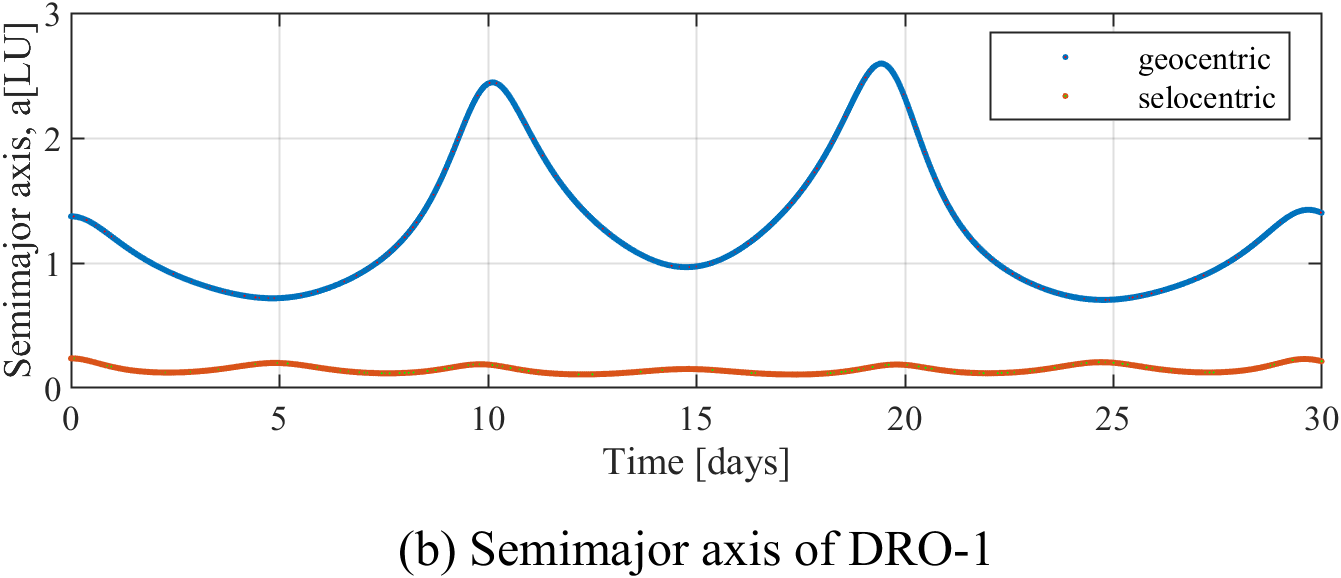 3
2
1
0
Semimajor axis, a[LU]
geocentric
selocentric
0 5 10 15 20 25 30
Time [days]
(b) Semimajor axis of DRO-1